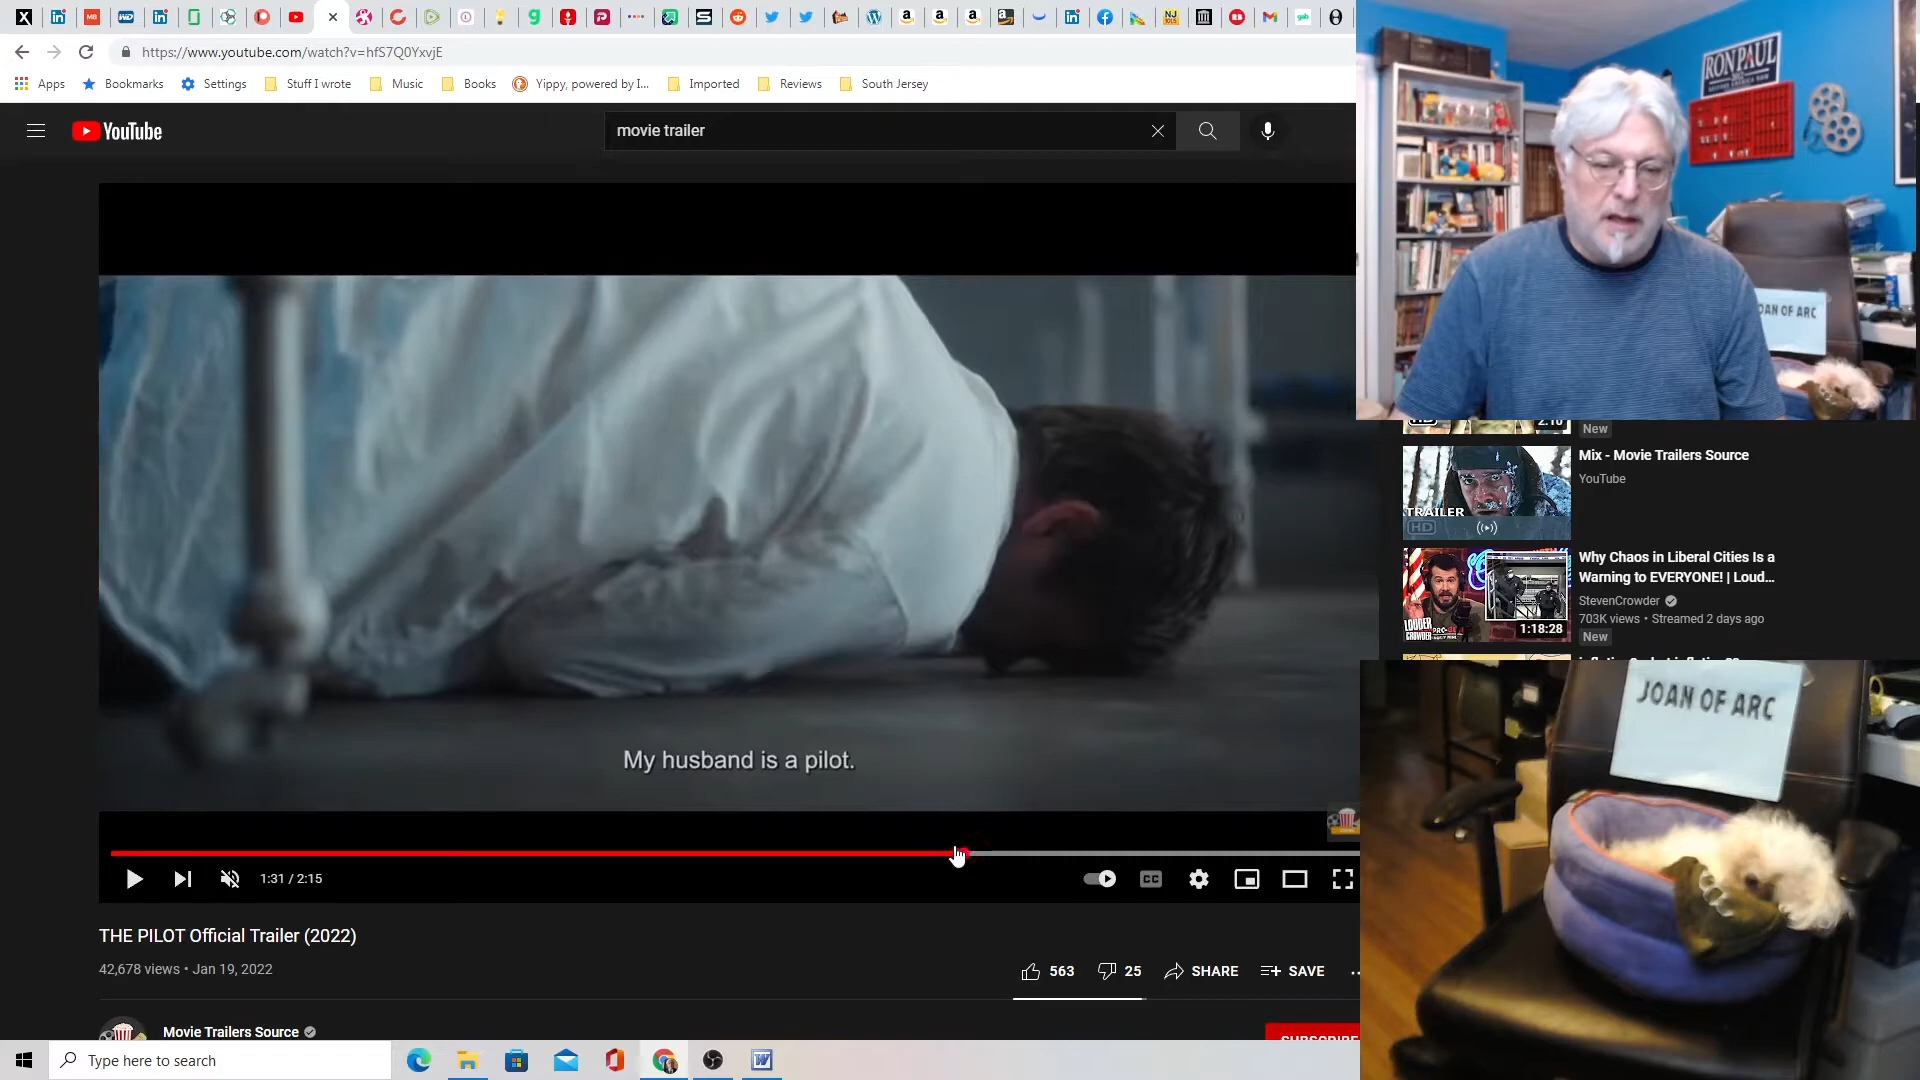 https://www.youtube.com/watch?v=hfS7Q0YxvjE
Apps
Bookmarks
Settings
Stuff I wrote
Music
Books
Yippy, powered by I...
Imported
Reviews
South Jersey
YouTube
movie trailer
RON PAUL
JOAN OF ARC
New
Mix - Movie Trailers Source
YouTube
TRAILER
HD
Why Chaos in Liberal Cities Is a
Warning to EVERYONE! | Loud...
StevenCrowder
703K views • Streamed 2 days ago
New
1:18:28
JOAN OF ARC
My husband is a pilot.
1:31 / 2:15
CC
THE PILOT Official Trailer (2022)
42,678 views • Jan 19, 2022
563
25
SHARE
SAVE
Movie Trailers Source
Type here to search